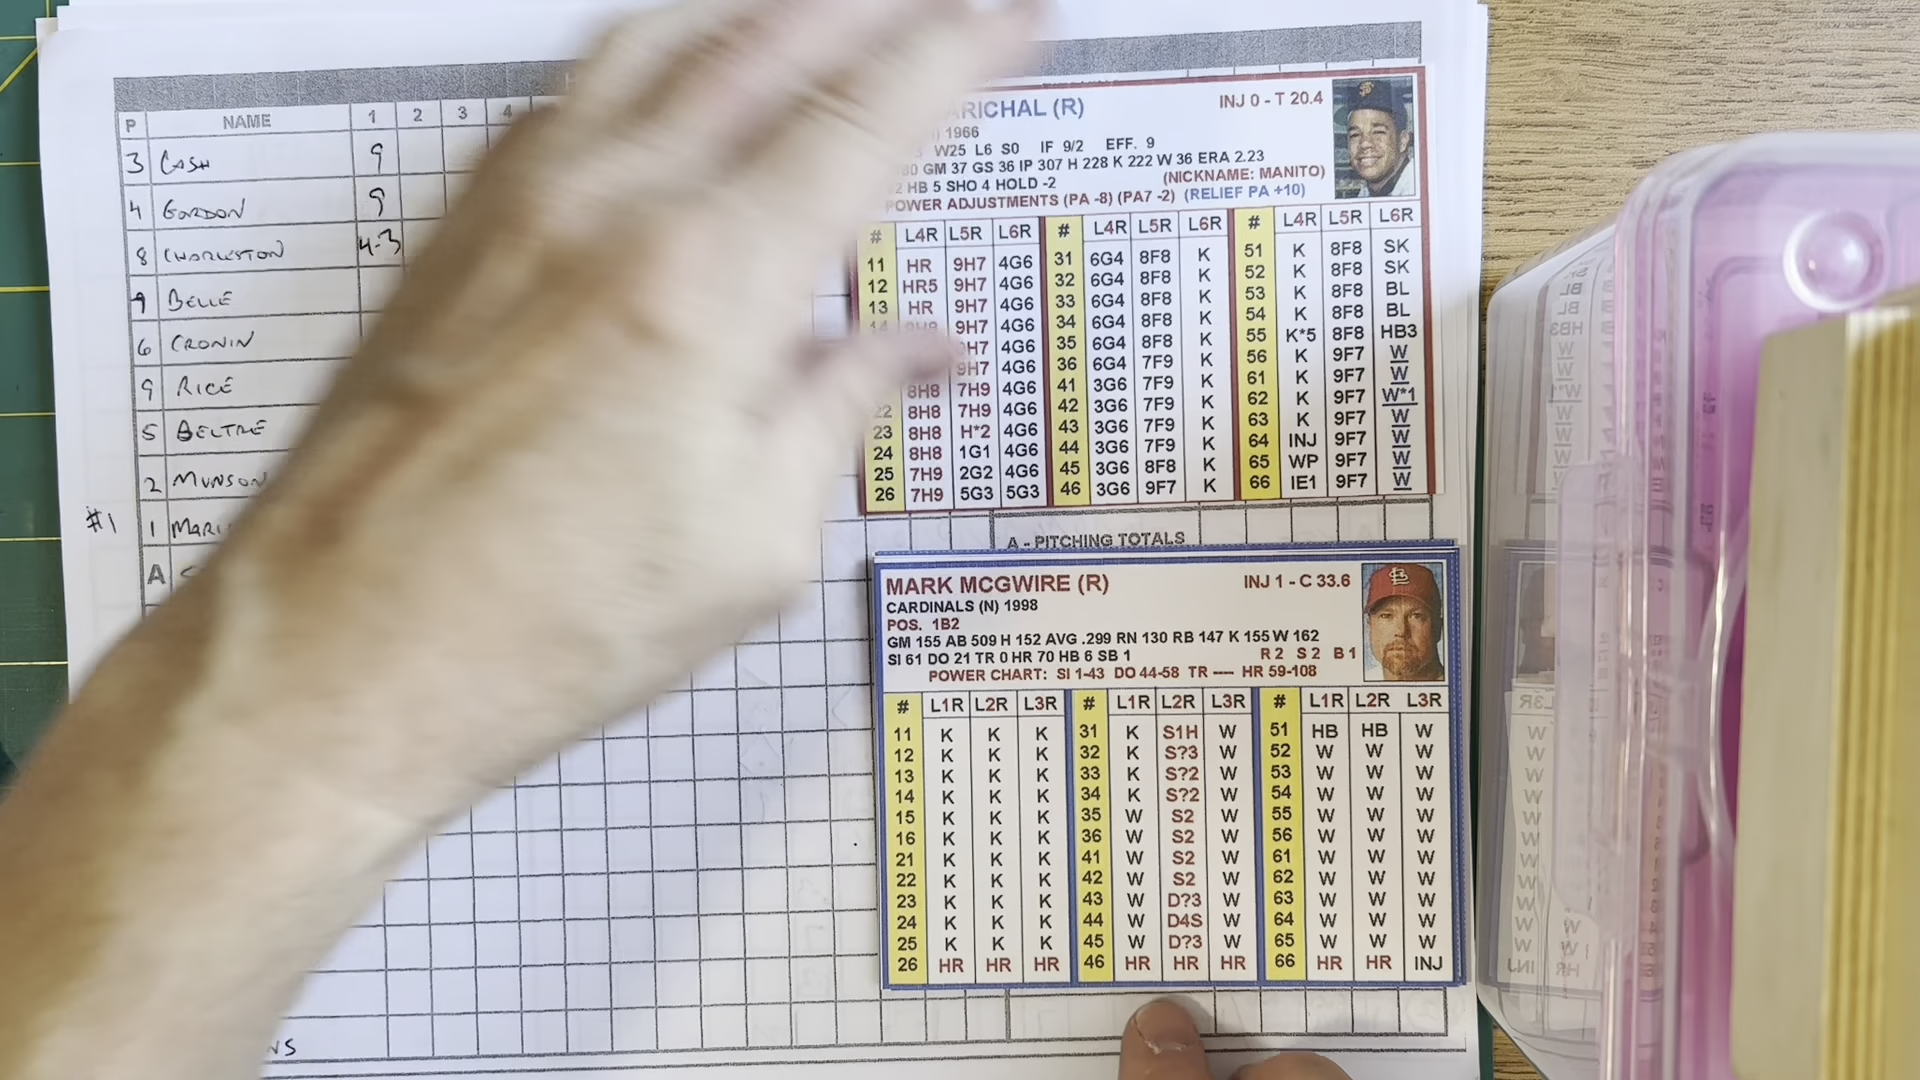 P NAME 1 2 3 4
3 CASH 9
4 GORDON 9
8 CHARLESTON 4-3
9 BELLE
6 CRONIN
9 RICE
5 BELTRE
2 MUNSON
#1 1
A
NS
ARICHAL (R) INJ 0 - T 20.4
1966
W25 L6 S0 IF 9/2 EFF. 9
GM 37 GS 36 IP 307 H 228 K 222 W 36 ERA 2.23
HB 5 SHO 4 HOLD -2 (NICKNAME: MANITO)
POWER ADJUSTMENTS (PA -8) (PA7 -2) (RELIEF PA +10)
# L4R L5R L6R # L4R L5R L6R # L4R L5R L6R
11 HR 9H7 4G6 31 6G4 8F8 K 51 K 8F8 SK
12 HR5 9H7 4G6 32 6G4 8F8 K 52 K 8F8 SK
13 HR 9H7 4G6 33 6G4 8F8 K 53 K 8F8 BL
14 9H7 4G6 34 6G4 8F8 K 54 K 8F8 BL
4G6 35 6G4 8F8 K 55 K*5 8F8 HB3
9H7 4G6 36 6G4 7F9 K 56 K 9F7 W
8H8 7H9 4G6 41 3G6 7F9 K 61 K 9F7 W
22 8H8 7H9 4G6 42 3G6 7F9 K 62 K 9F7 W*1
23 8H8 H*2 4G6 43 3G6 7F9 K 63 K 9F7 W
24 8H8 1G1 4G6 44 3G6 7F9 K 64 INJ 9F7 W
25 7H9 2G2 4G6 45 3G6 8F8 K 65 WP 9F7 W
26 7H9 5G3 5G3 46 3G6 9F7 K 66 IE1 9F7 W
A - PITCHING TOTALS
MARK MCGWIRE (R) INJ 1 - C 33.6
CARDINALS (N) 1998
POS. 1B2
GM 155 AB 509 H 152 AVG .299 RN 130 RB 147 K 155 W 162
SI 61 DO 21 TR 0 HR 70 HB 6 SB 1 R 2 S 2 B 1
POWER CHART: SI 1-43 DO 44-58 TR ---- HR 59-108
# L1R L2R L3R # L1R L2R L3R # L1R L2R L3R
11 K K K 31 K S1H W 51 HB HB W
12 K K K 32 K S?3 W 52 W W W
13 K K K 33 K S?2 W 53 W W W
14 K K K 34 K S?2 W 54 W W W
15 K K K 35 W S2 W 55 W W W
16 K K K 36 W S2 W 56 W W W
21 K K K 41 W S2 W 61 W W W
22 K K K 42 W S2 W 62 W W W
23 K K K 43 W D?3 W 63 W W W
24 K K K 44 W D4S W 64 W W W
25 K K K 45 W D?3 W 65 W W W
26 HR HR HR 46 HR HR HR 66 HR HR INJ